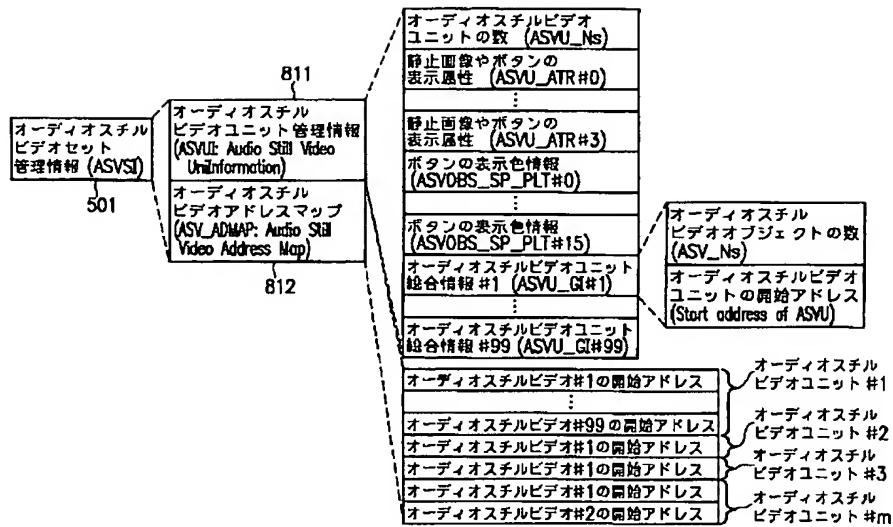 オーディオスチル
ビデオセット
管理情報 (ASVSI)
501
811
オーディオスチル
ビデオユニット管理情報
(ASVUI: Audio Still Video
UnitInformation)
オーディオスチル
ビデオアドレスマップ
(ASV_ADMAP: Audio Still
Video Address Map)
812
オーディオスチルビデオ
ユニットの数 (ASVU_Ns)
静止画像やボタンの
表示属性 (ASVU_ATR#0)
⋮
静止画像やボタンの
表示属性 (ASVU_ATR#3)
ボタンの表示色情報
(ASVOBS_SP_PLT#0)
⋮
ボタンの表示色情報
(ASVOBS_SP_PLT#15)
オーディオスチルビデオユニット
総合情報 #1 (ASVU_GI#1)
⋮
オーディオスチルビデオユニット
総合情報 #99 (ASVU_GI#99)
オーディオスチル
ビデオオブジェクトの数
(ASV_Ns)
オーディオスチルビデオ
ユニットの開始アドレス
(Start address of ASVU)
オーディオスチルビデオ#1の開始アドレス
⋮
オーディオスチルビデオ#99の開始アドレス
オーディオスチルビデオ#1の開始アドレス
オーディオスチルビデオ#1の開始アドレス
オーディオスチルビデオ#1の開始アドレス
オーディオスチルビデオ#2の開始アドレス
オーディオスチル
ビデオユニット #1
オーディオスチル
ビデオユニット #2
オーディオスチル
ビデオユニット #3
オーディオスチル
ビデオユニット #m